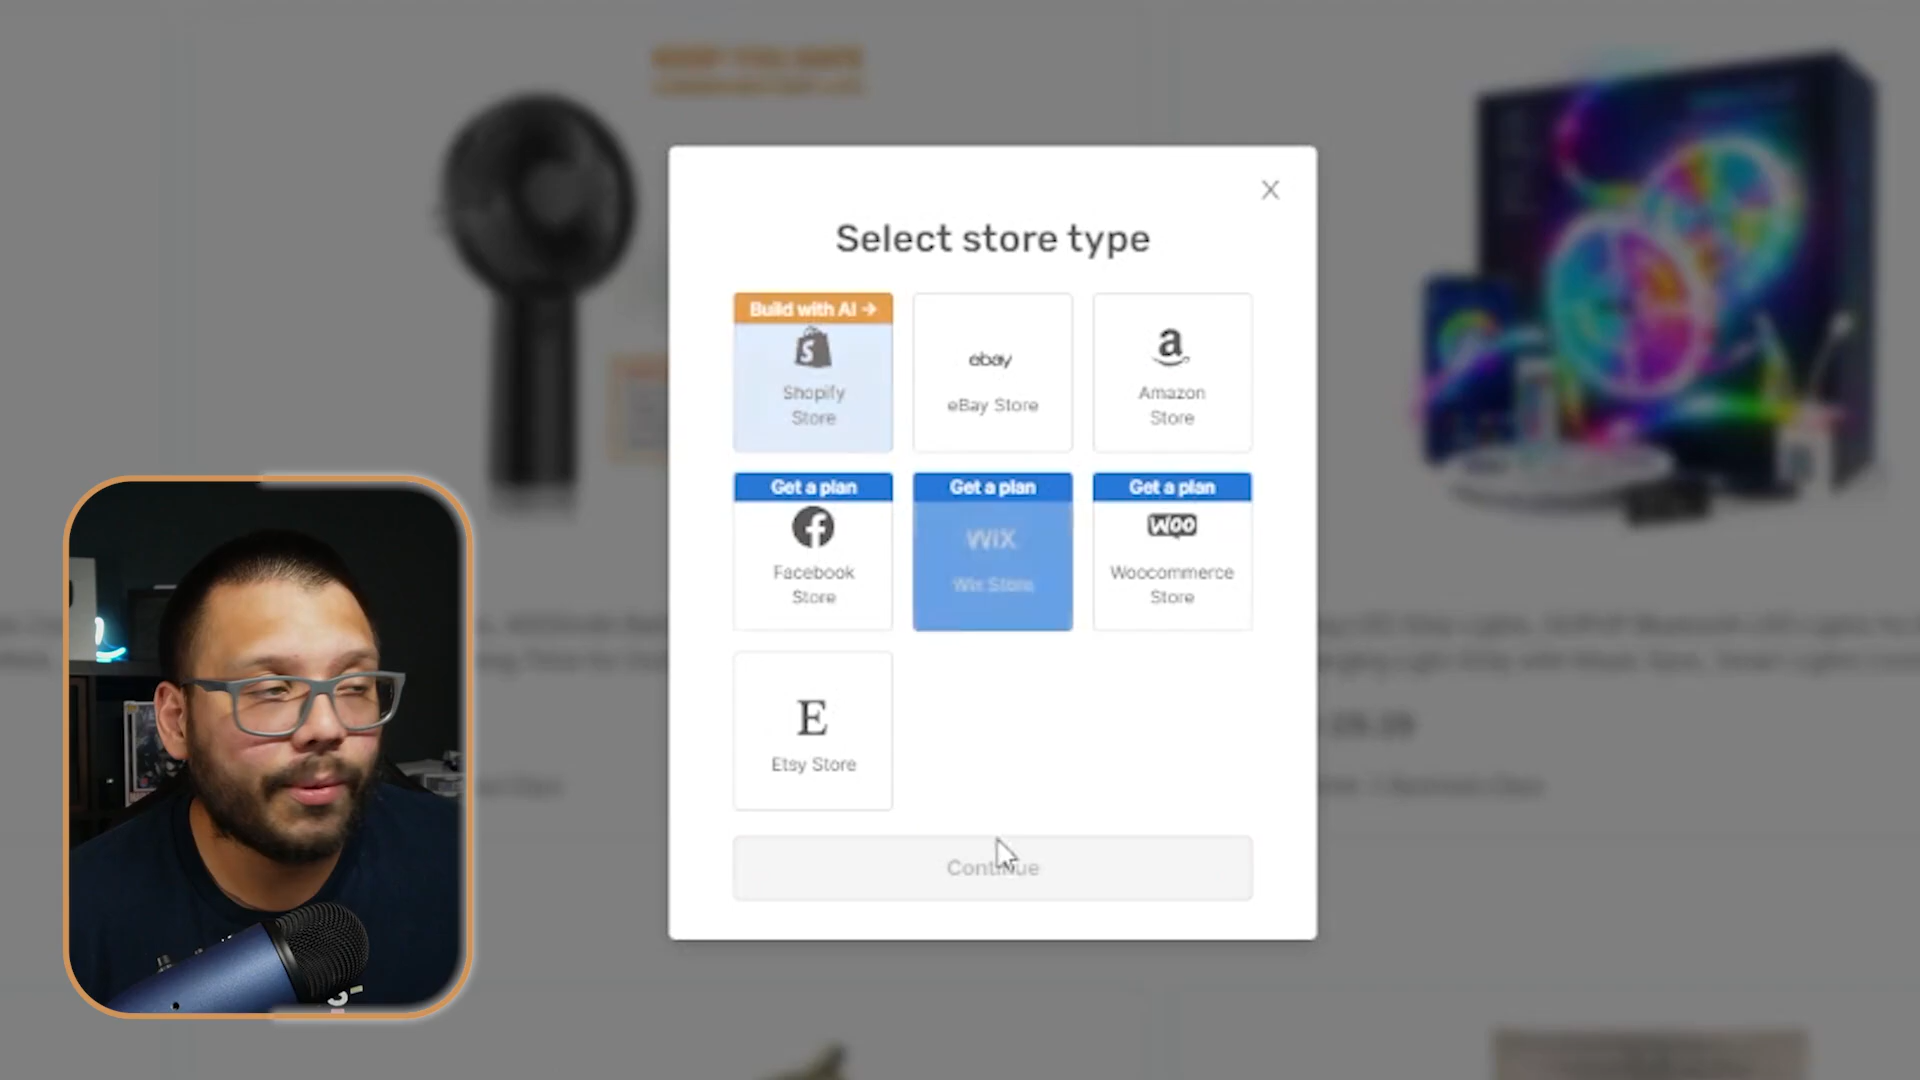 Select store type
Build with AI →
Shopify
Store
ebay
eBay Store
a
Amazon
Store
Get a plan
Facebook
Store
Get a plan
WIX
Wix Store
Get a plan
WOO
Woocommerce
Store
E
Etsy Store
Continue